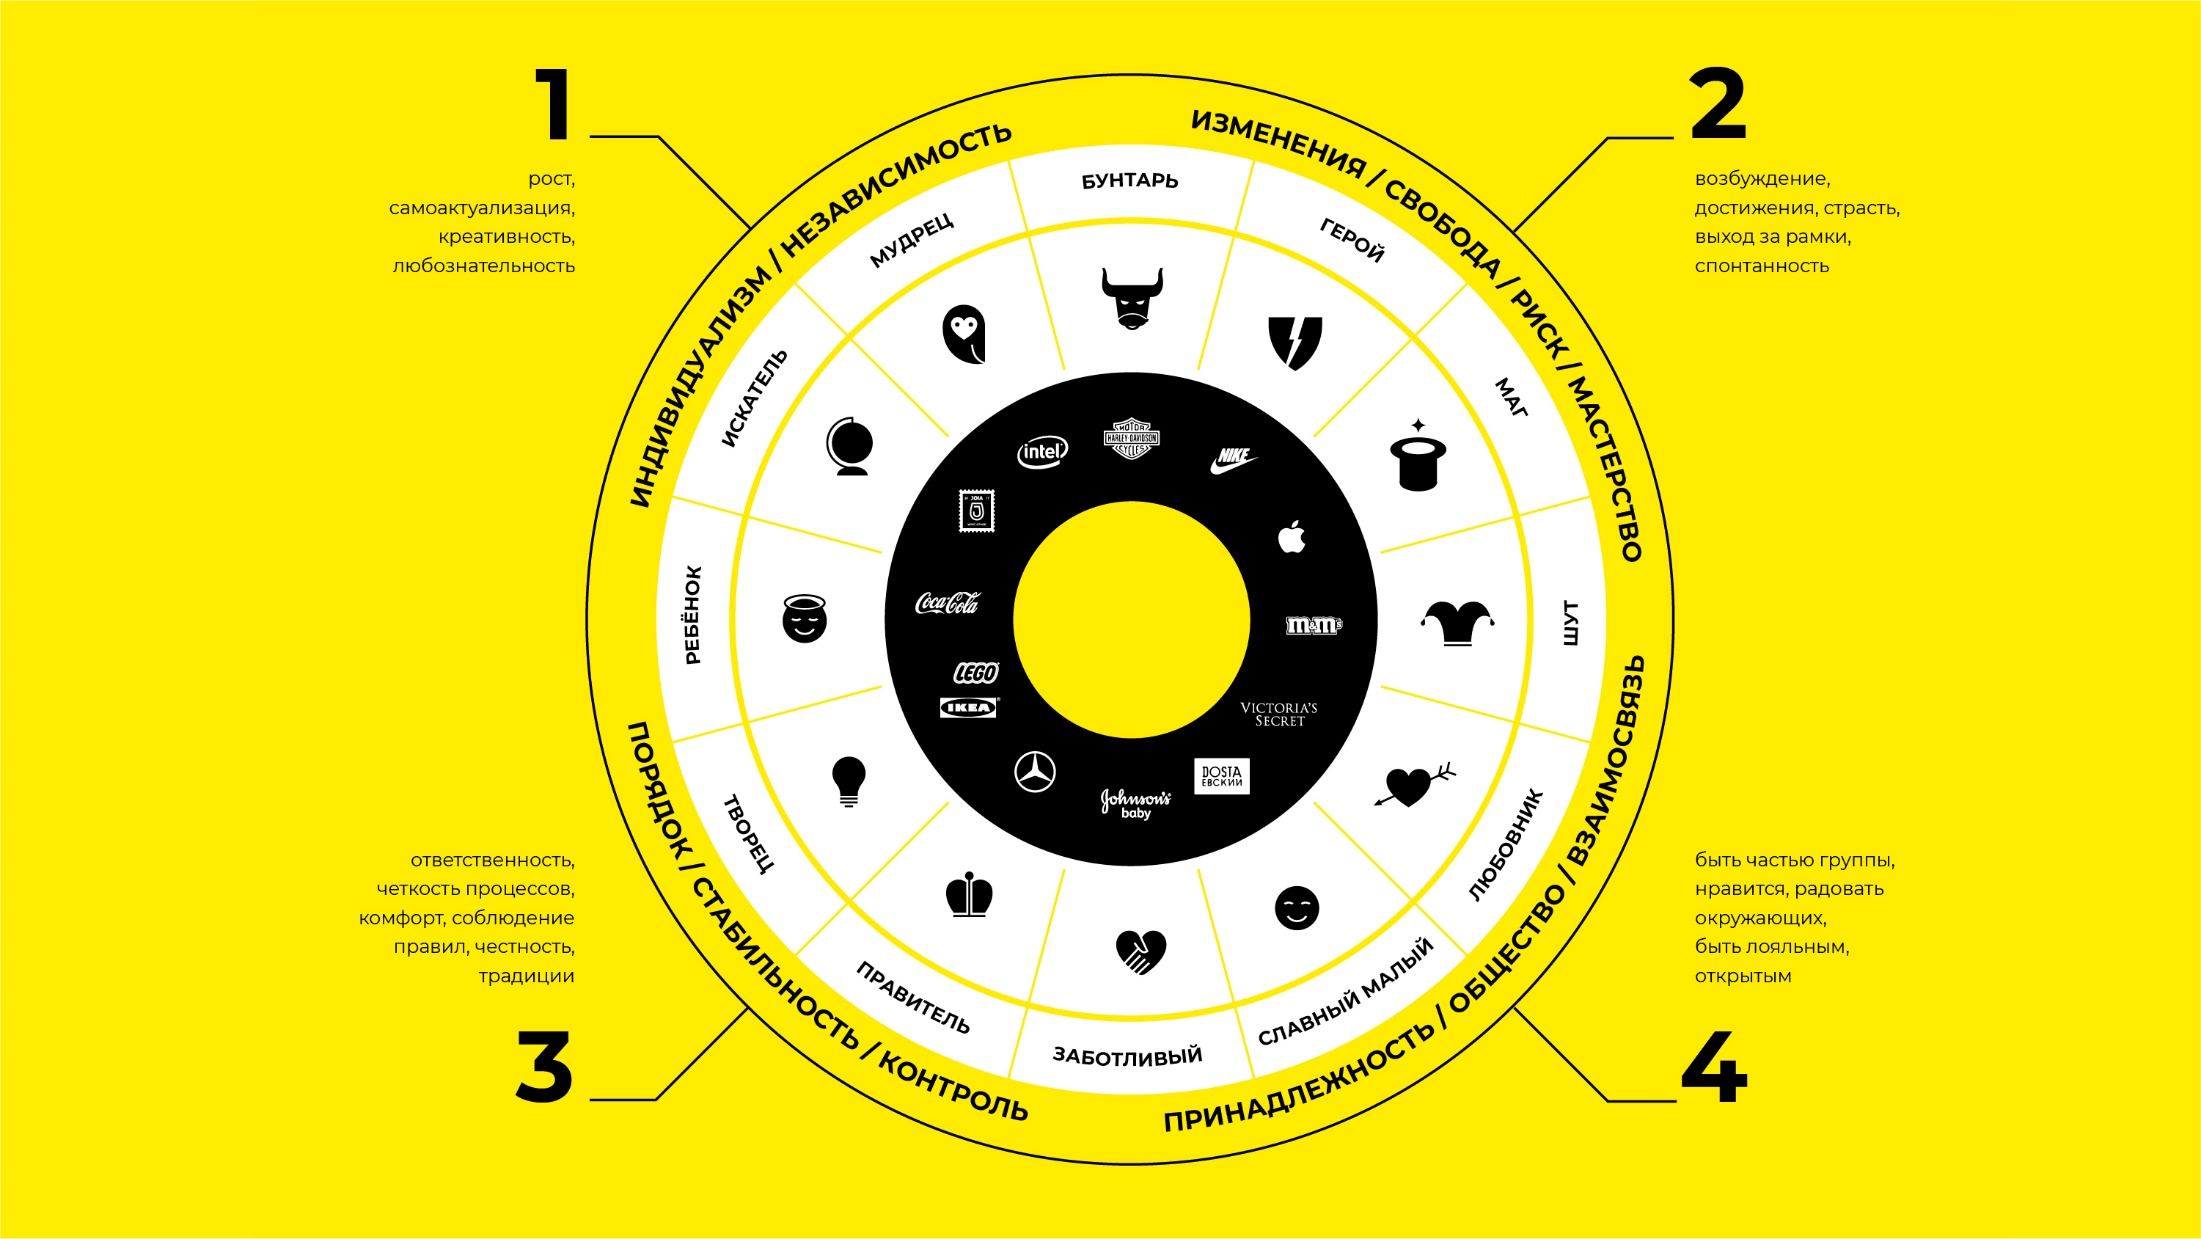 1
рост,
самоактуализация,
креативность,
любознательность
2
возбуждение,
достижения, страсть,
выход за рамки,
спонтанность
ИНДИВИДУАЛИЗМ / НЕЗАВИСИМОСТЬ
ИЗМЕНЕНИЯ / СВОБОДА / РИСК / МАСТЕРСТВО
БУНТАРЬ
ГЕРОЙ
МАГ
ШУТ
ЛЮБОВНИК
СЛАВНЫЙ МАЛЫЙ
ЗАБОТЛИВЫЙ
ПРАВИТЕЛЬ
ТВОРЕЦ
РЕБЁНОК
ИСКАТЕЛЬ
МУДРЕЦ
MOTOR
HARLEY-DAVIDSON
CYCLES
NIKE
m&m's
VICTORIA'S
SECRET
DOSTA
ЕВСКИЙ
Johnson's®
baby
IKEA®
LEGO
Coca-Cola
JOIA
J
intel
ПОРЯДОК / СТАБИЛЬНОСТЬ / КОНТРОЛЬ
ПРИНАДЛЕЖНОСТЬ / ОБЩЕСТВО / ВЗАИМОСВЯЗЬ
ответственность,
четкость процессов,
комфорт, соблюдение
правил, честность,
традиции
3
быть частью группы,
нравится, радовать
окружающих,
быть лояльным,
открытым
4